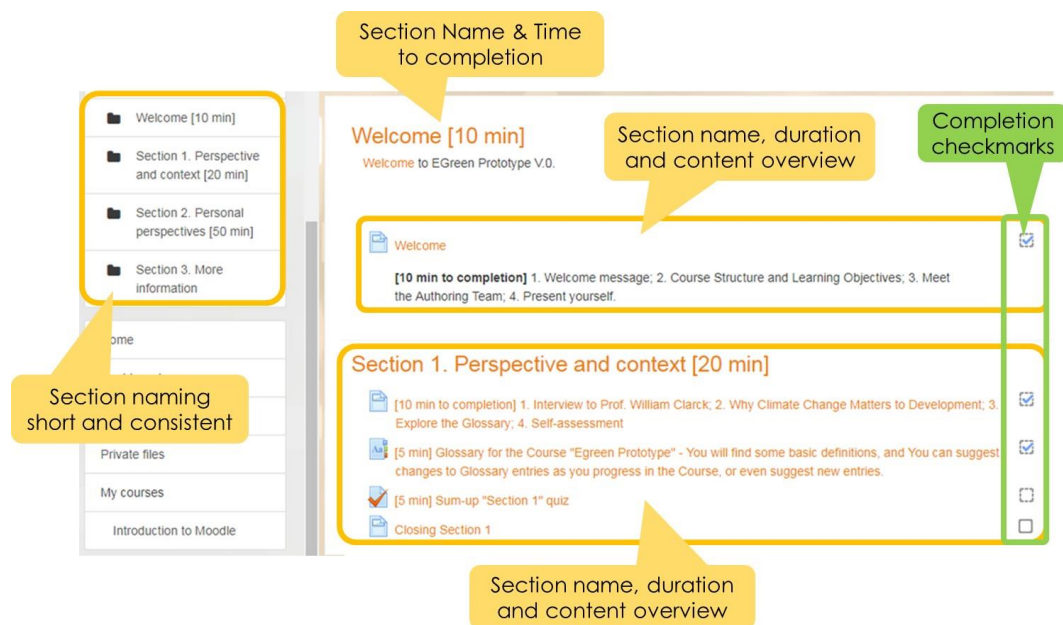 Section Name & Time
to completion
Welcome [10 min]
Section 1. Perspective
and context [20 min]
Section 2. Personal
perspectives [50 min]
Section 3. More
information
Section naming
short and consistent
Private files
My courses
Introduction to Moodle
Welcome [10 min]
Welcome to EGreen Prototype V.0.
Section name, duration
and content overview
Completion
checkmarks
Welcome
[10 min to completion] 1. Welcome message; 2. Course Structure and Learning Objectives; 3. Meet
the Authoring Team; 4. Present yourself.
Section 1. Perspective and context [20 min]
[10 min to completion] 1. Interview to Prof. William Clarck; 2. Why Climate Change Matters to Development; 3.
Explore the Glossary; 4. Self-assessment
[5 min] Glossary for the Course "Egreen Prototype" - You will find some basic definitions, and You can suggest
changes to Glossary entries as you progress in the Course, or even suggest new entries.
[5 min] Sum-up "Section 1" quiz
Closing Section 1
Section name, duration
and content overview